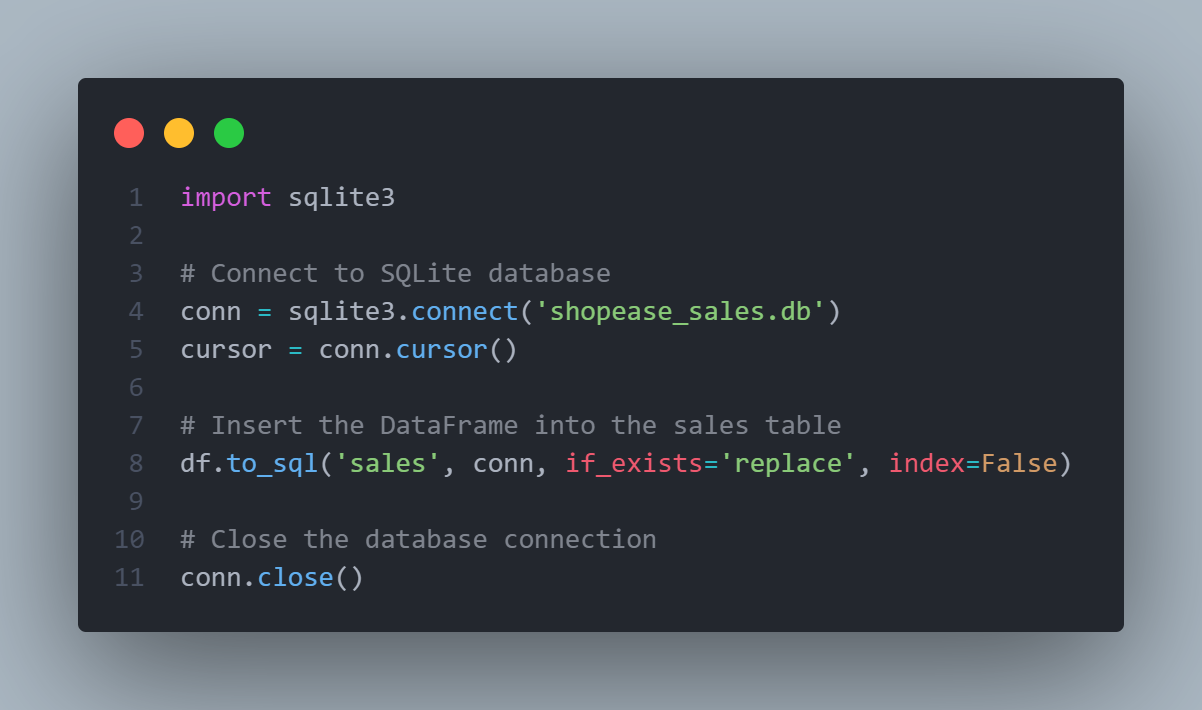 1 import sqlite3
2
3 # Connect to SQLite database
4 conn = sqlite3.connect('shopease_sales.db')
5 cursor = conn.cursor()
6
7 # Insert the DataFrame into the sales table
8 df.to_sql('sales', conn, if_exists='replace', index=False)
9
10 # Close the database connection
11 conn.close()